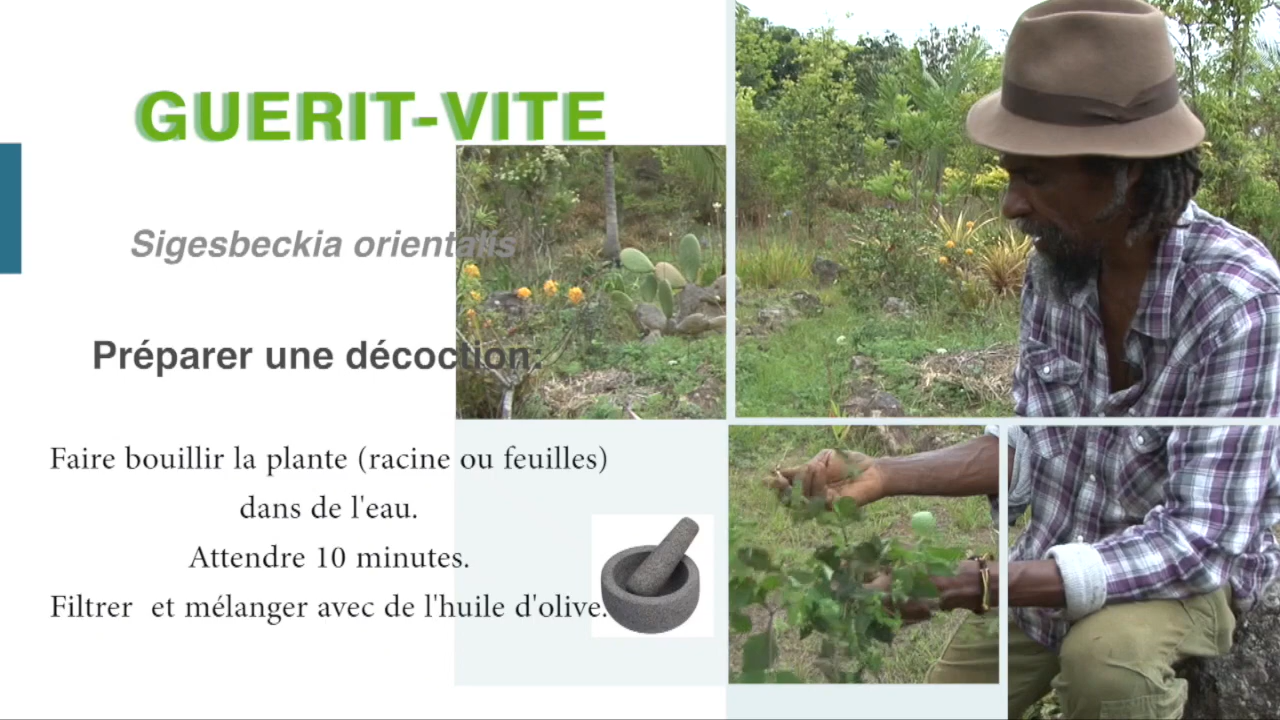 GUERIT-VITE
Sigesbeckia orientalis
Préparer une décoction:
Faire bouillir la plante (racine ou feuilles)
dans de l'eau.
Attendre 10 minutes.
Filtrer  et mélanger avec de l'huile d'olive.